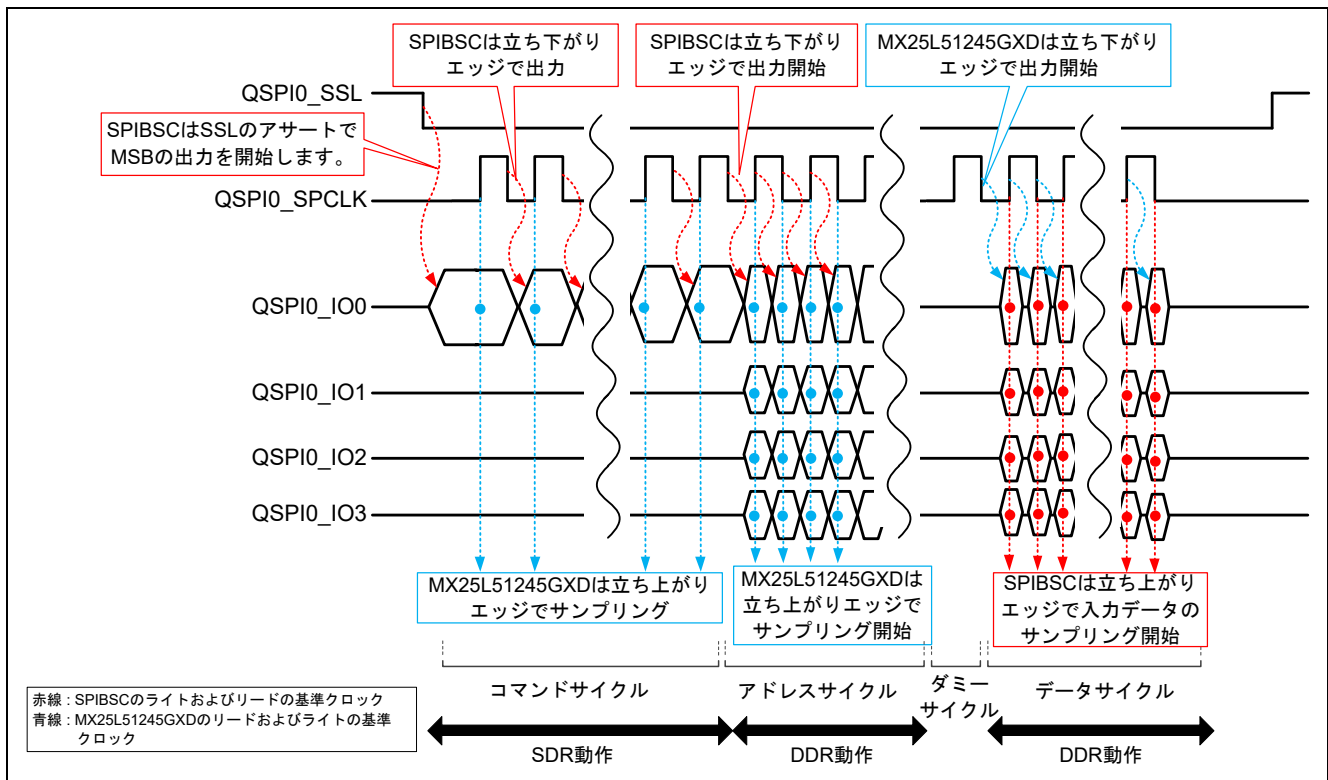 SPIBSCは立ち下がり
エッジで出力
SPIBSCは立ち下がり
エッジで出力開始
MX25L51245GXDは立ち下がり
エッジで出力開始
QSPI0_SSL
SPIBSCはSSLのアサートで
MSBの出力を開始します。
QSPI0_SPCLK
QSPI0_IO0
QSPI0_IO1
QSPI0_IO2
QSPI0_IO3
MX25L51245GXDは立ち上がり
エッジでサンプリング
MX25L51245GXDは
立ち上がりエッジで
サンプリング開始
SPIBSCは立ち上がり
エッジで入力データの
サンプリング開始
コマンドサイクル
アドレスサイクル
ダミー
サイクル
データサイクル
赤線 : SPIBSCのライトおよびリードの基準クロック
青線 : MX25L51245GXDのリードおよびライトの基準
クロック
SDR動作
DDR動作
DDR動作